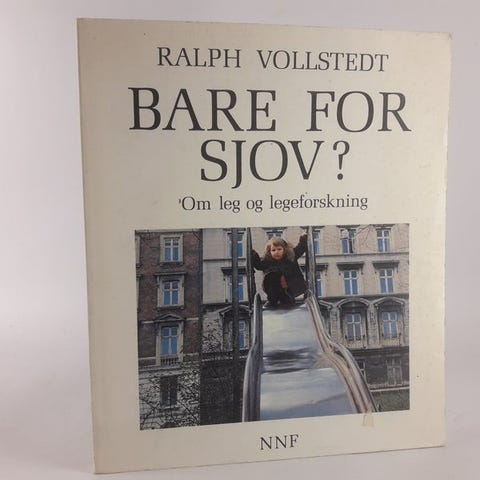 RALPH VOLLSTEDT
BARE FOR
SJOV?
Om leg og legeforskning
NNF